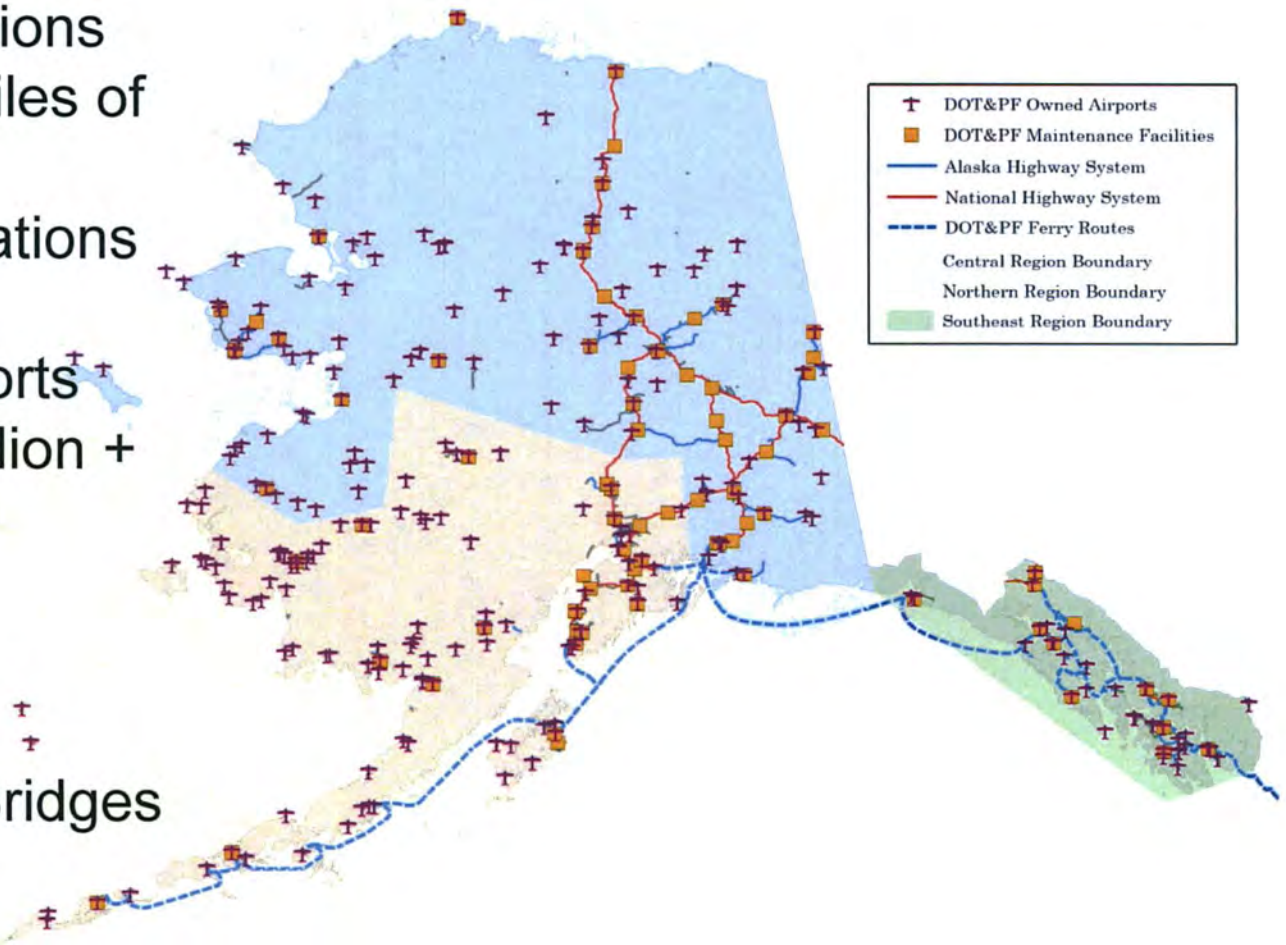 ions
iles of
ations
orts
lion +
ridges
DOT&PF Owned Airports
DOT&PF Maintenance Facilities
Alaska Highway System
National Highway System
DOT&PF Ferry Routes
Central Region Boundary
Northern Region Boundary
Southeast Region Boundary